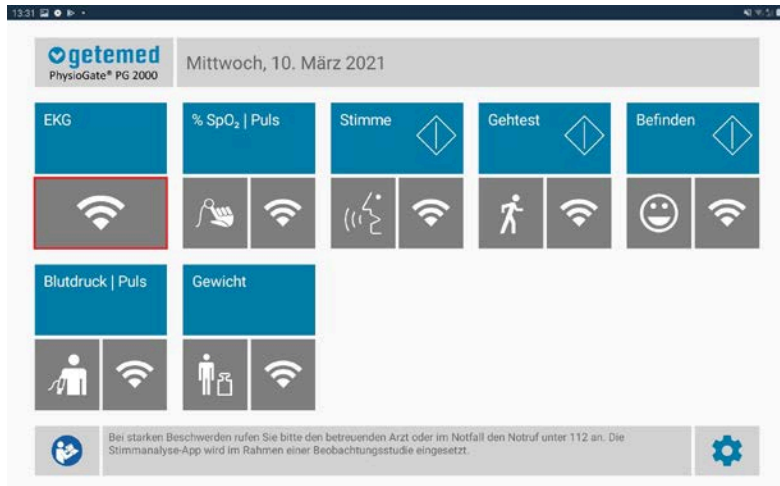 13:31
getemed
PhysioGate® PG 2000
Mittwoch, 10. März 2021
EKG
% SpO₂ | Puls
Stimme
Gehtest
Befinden
Blutdruck | Puls
Gewicht
Bei starken Beschwerden rufen Sie bitte den betreuenden Arzt oder im Notfall den Notruf unter 112 an. Die
Stimmanalyse-App wird im Rahmen einer Beobachtungsstudie eingesetzt.